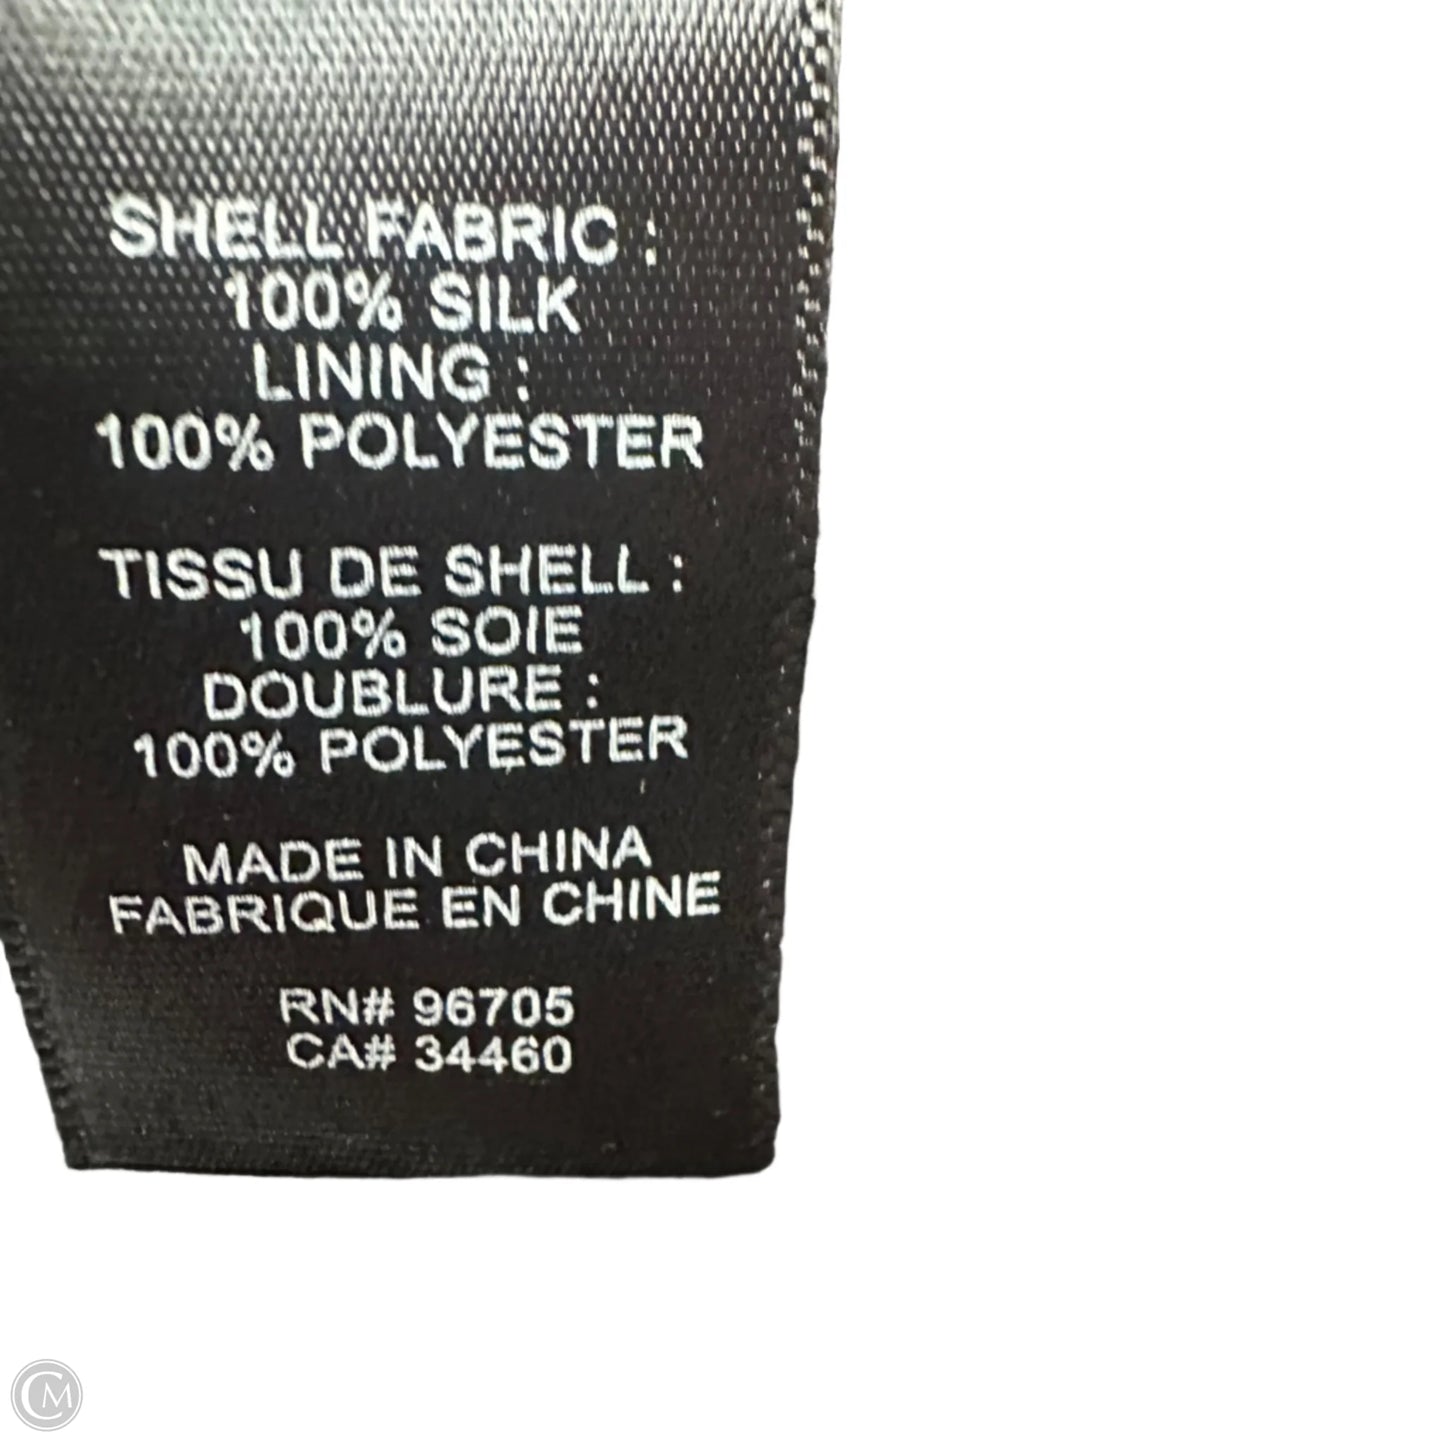 SHELL FABRIC :
100% SILK
LINING :
100% POLYESTER
TISSU DE SHELL :
100% SOIE
DOUBLURE :
100% POLYESTER
MADE IN CHINA
FABRIQUE EN CHINE
RN# 96705
CA# 34460
CM